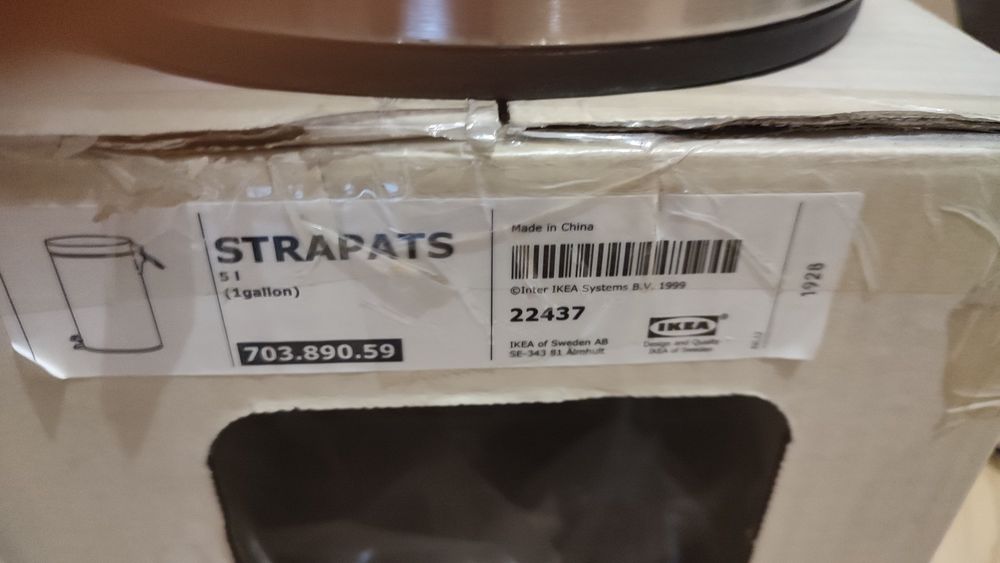 STRAPATS
5 l
(1gallon)
703.890.59
Made in China
©Inter IKEA Systems B.V. 1999
22437
IKEA of Sweden AB
SE-343 81 Älmhult
IKEA®
Design and Quality
IKEA of Sweden
1928